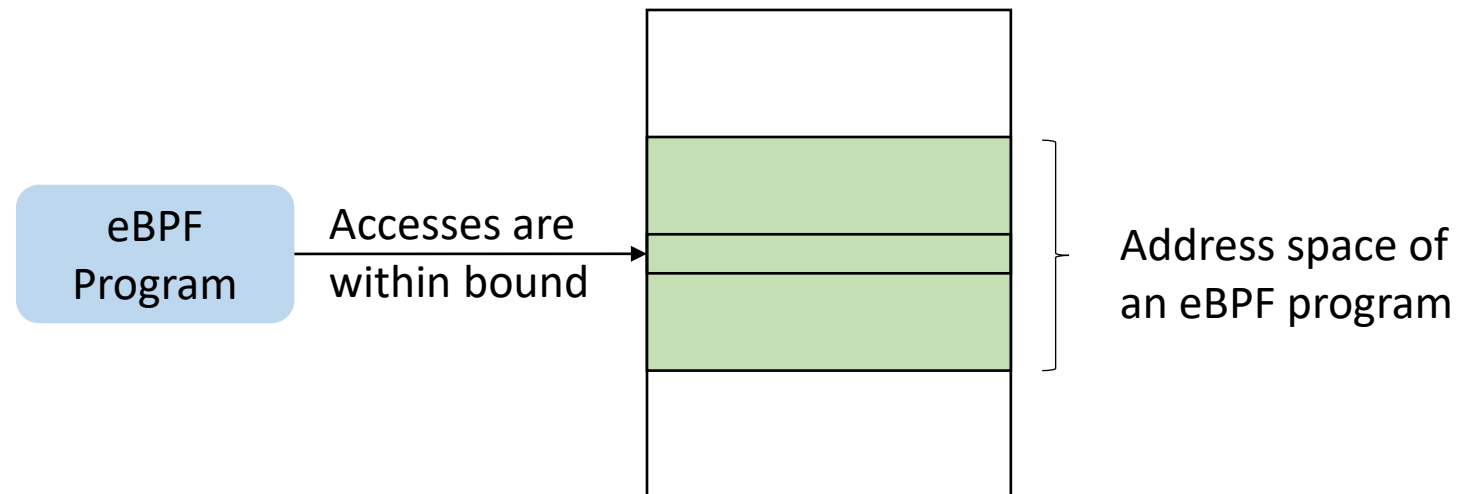 eBPF
Program
Accesses are
within bound
Address space of
an eBPF program